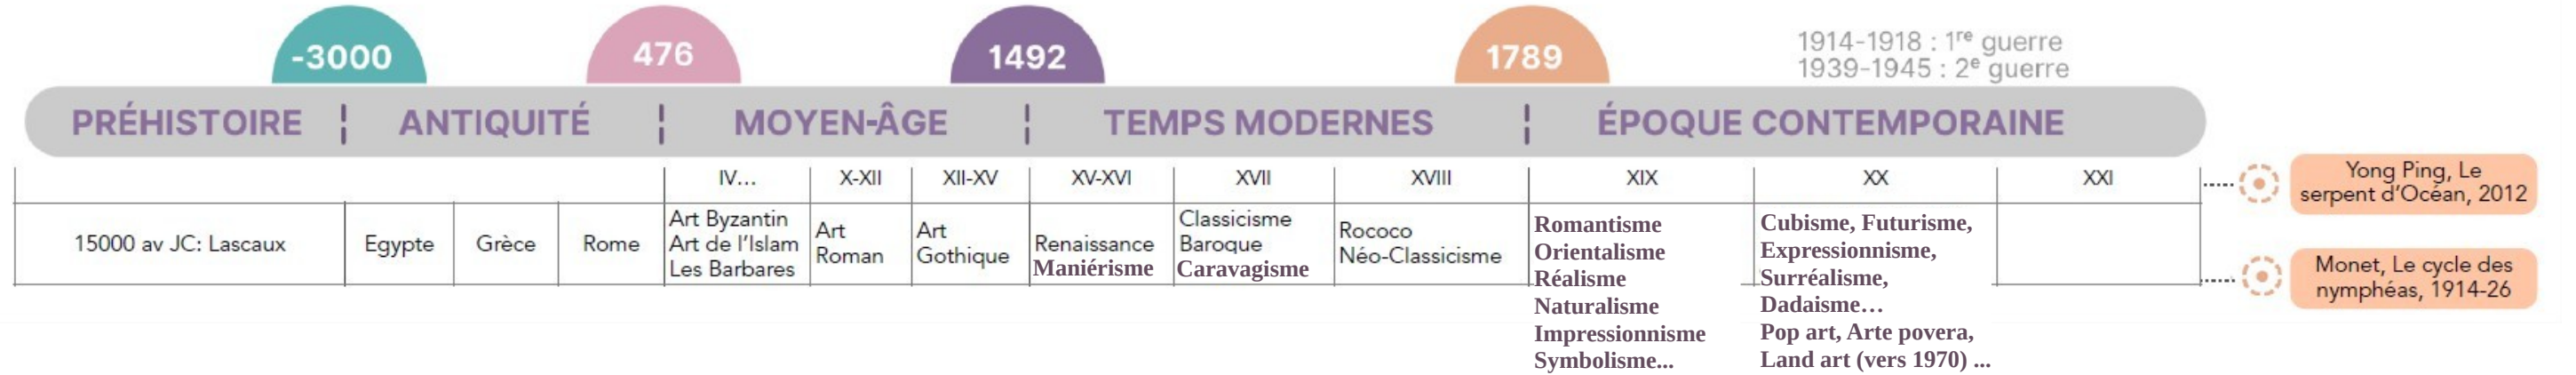 -3000
476
1492
1789
1914-1918 : 1re guerre
1939-1945 : 2e guerre
PRÉHISTOIRE
ANTIQUITÉ
MOYEN-ÂGE
TEMPS MODERNES
ÉPOQUE CONTEMPORAINE
IV...
X-XII
XII-XV
XV-XVI
XVII
XVIII
XIX
XX
XXI
15000 av JC: Lascaux
Egypte
Grèce
Rome
Art Byzantin
Art de l'Islam
Les Barbares
Art
Roman
Art
Gothique
Renaissance
Maniérisme
Classicisme
Baroque
Caravagisme
Rococo
Néo-Classicisme
Romantisme
Orientalisme
Réalisme
Naturalisme
Impressionnisme
Symbolisme...
Cubisme, Futurisme,
Expressionnisme,
Surréalisme,
Dadaisme…
Pop art, Arte povera,
Land art (vers 1970) ...
Yong Ping, Le
serpent d'Océan, 2012
Monet, Le cycle des
nymphéas, 1914-26